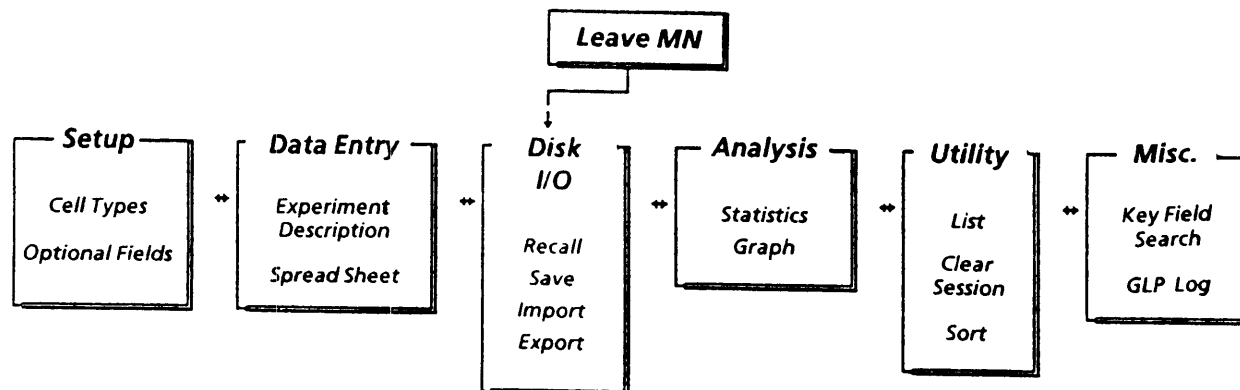 Leave MN
Setup
Cell Types
Optional Fields
Data Entry
Experiment
Description
Spread Sheet
Disk
I/O
Recall
Save
Import
Export
Analysis
Statistics
Graph
Utility
List
Clear
Session
Sort
Misc.
Key Field
Search
GLP Log